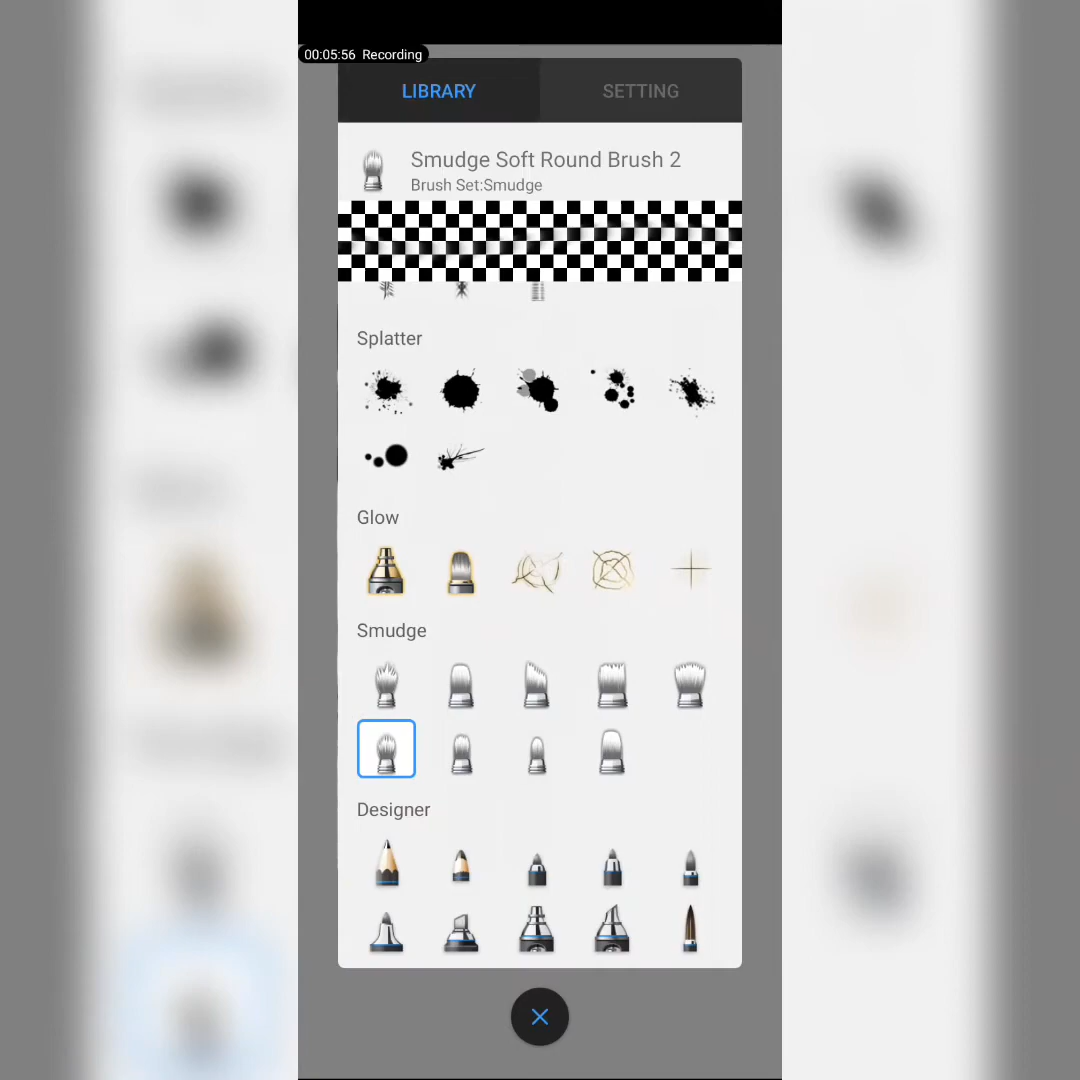 00:05:56 Recording
LIBRARY SETTING
Smudge Soft Round Brush 2
Brush Set:Smudge
Splatter
Glow
Smudge
Designer